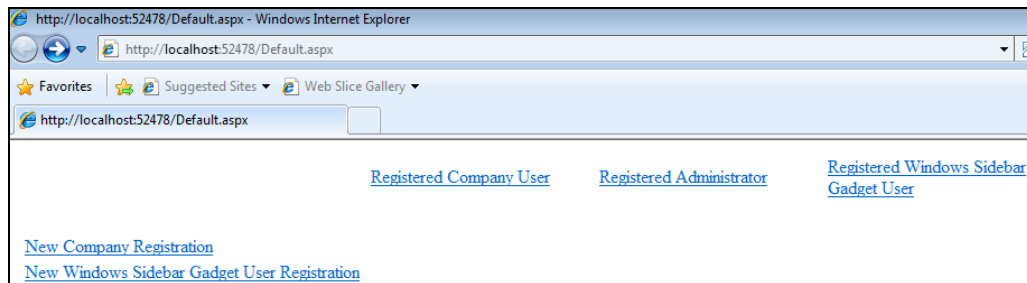 http://localhost:52478/Default.aspx - Windows Internet Explorer
http://localhost:52478/Default.aspx
Favorites Suggested Sites Web Slice Gallery
http://localhost:52478/Default.aspx
Registered Company User Registered Administrator Registered Windows Sidebar
Gadget User
New Company Registration
New Windows Sidebar Gadget User Registration